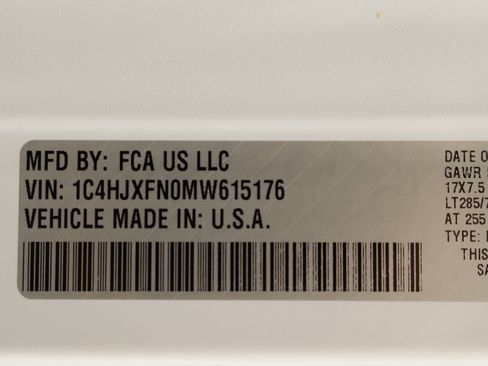 MFD BY: FCA US LLC
VIN: 1C4HJXFN0MW615176
VEHICLE MADE IN: U.S.A.
DATE O
GAWR
17X7.5
LT285/7
AT 255
TYPE:
THIS
SA